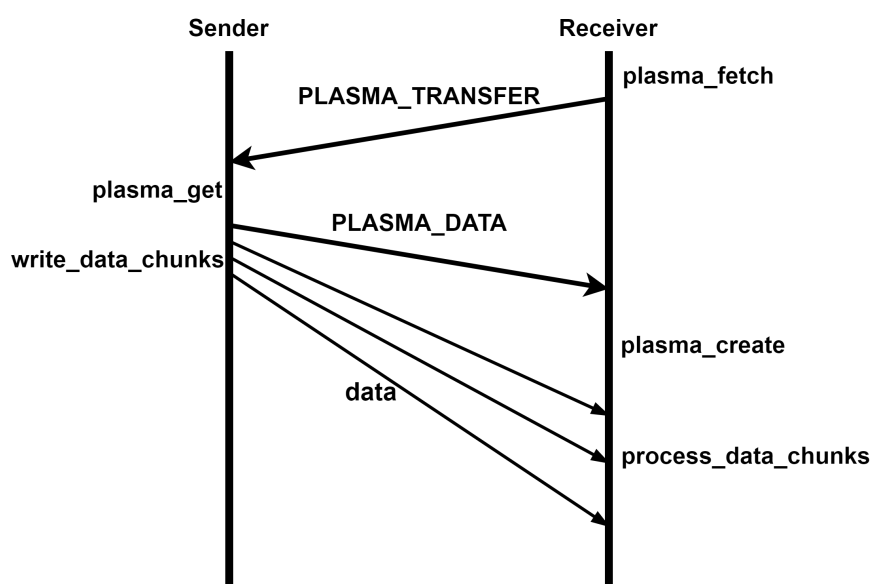 Sender
Receiver
plasma_fetch
PLASMA_TRANSFER
plasma_get
PLASMA_DATA
write_data_chunks
plasma_create
data
process_data_chunks